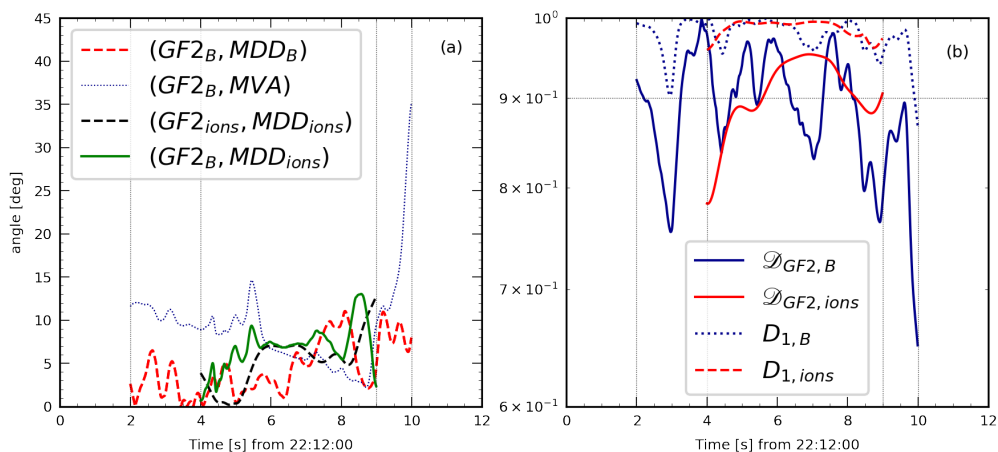 45
40
35
30
25
20
15
10
5
0
angle [deg]
0 2 4 6 8 10 12
Time [s] from 22:12:00
(GF2_B, MDD_B)
(GF2_B, MVA)
(GF2_ions, MDD_ions)
(GF2_B, MDD_ions)
(a)
10^0
9 × 10^−1
8 × 10^−1
7 × 10^−1
6 × 10^−1
0 2 4 6 8 10 12
Time [s] from 22:12:00
(b)
𝒟_GF2, B
𝒟_GF2, ions
D_1, B
D_1, ions